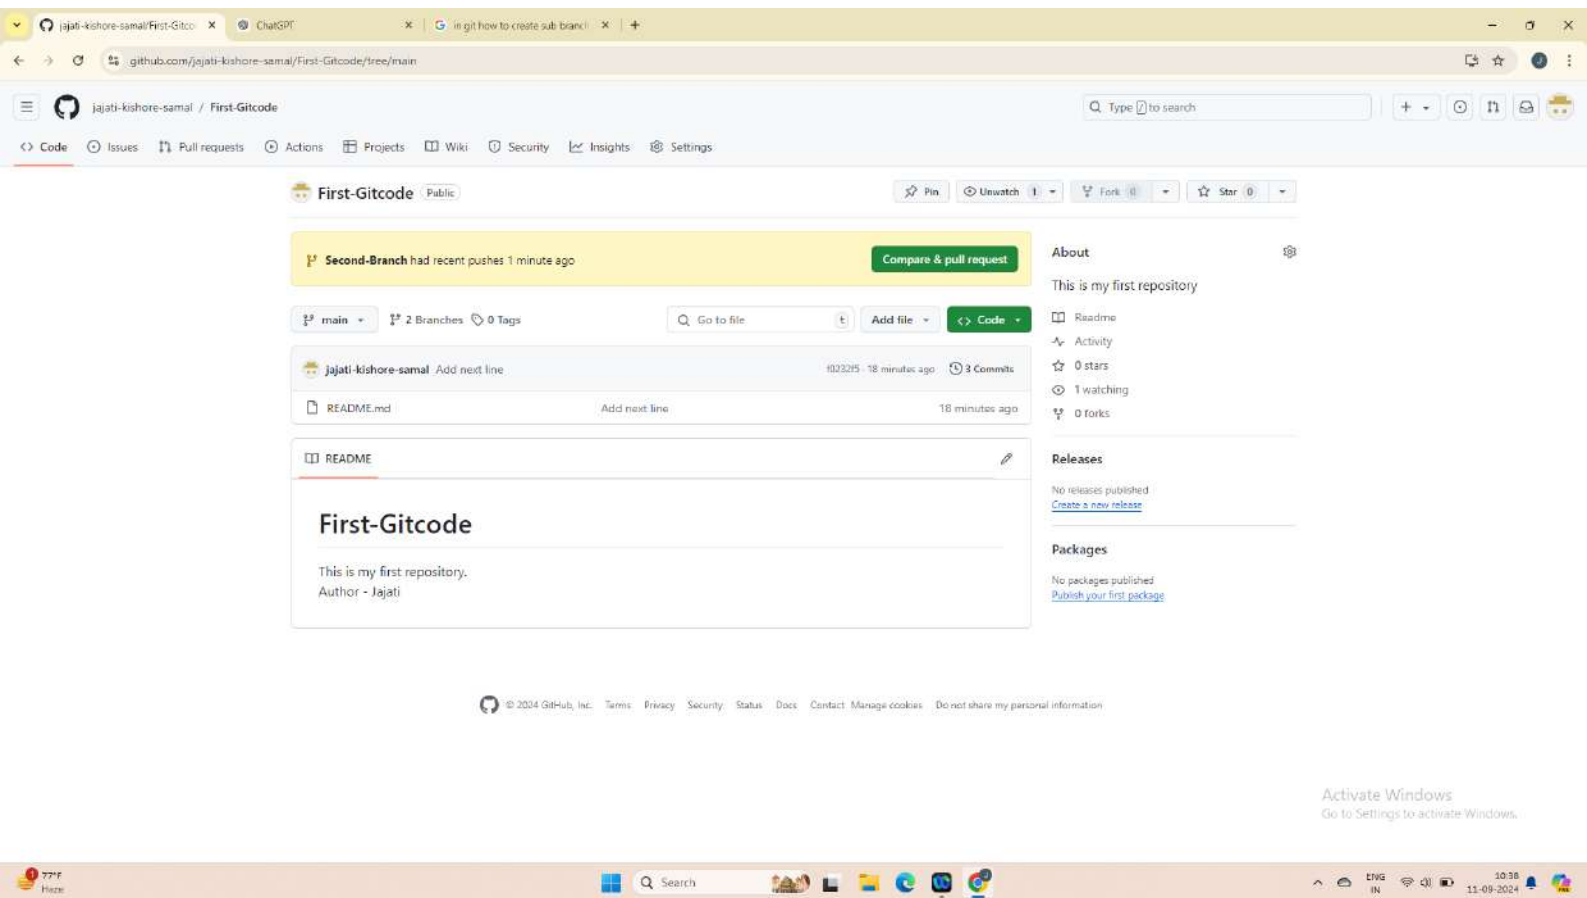 jajati-kishore-samal/First-Gitco
ChatGPT
in git how to create sub branch
github.com/jajati-kishore-samal/First-Gitcode/tree/main
jajati-kishore-samal / First-Gitcode
Type / to search
Code Issues Pull requests Actions Projects Wiki Security Insights Settings
First-Gitcode Public
Pin Unwatch 1 Fork 0 Star 0
Second-Branch had recent pushes 1 minute ago
Compare & pull request
main 2 Branches 0 Tags
Go to file t Add file Code
jajati-kishore-samal Add next line
f0232f5 · 18 minutes ago 3 Commits
README.md Add next line 18 minutes ago
README
First-Gitcode
This is my first repository.
Author - Jajati
About
This is my first repository
Readme
Activity
0 stars
1 watching
0 forks
Releases
No releases published
Create a new release
Packages
No packages published
Publish your first package
© 2024 GitHub, Inc. Terms Privacy Security Status Docs Contact Manage cookies Do not share my personal information
Activate Windows
Go to Settings to activate Windows.
1
77°F
Haze
Search
ENG
IN
10:38
11-09-2024